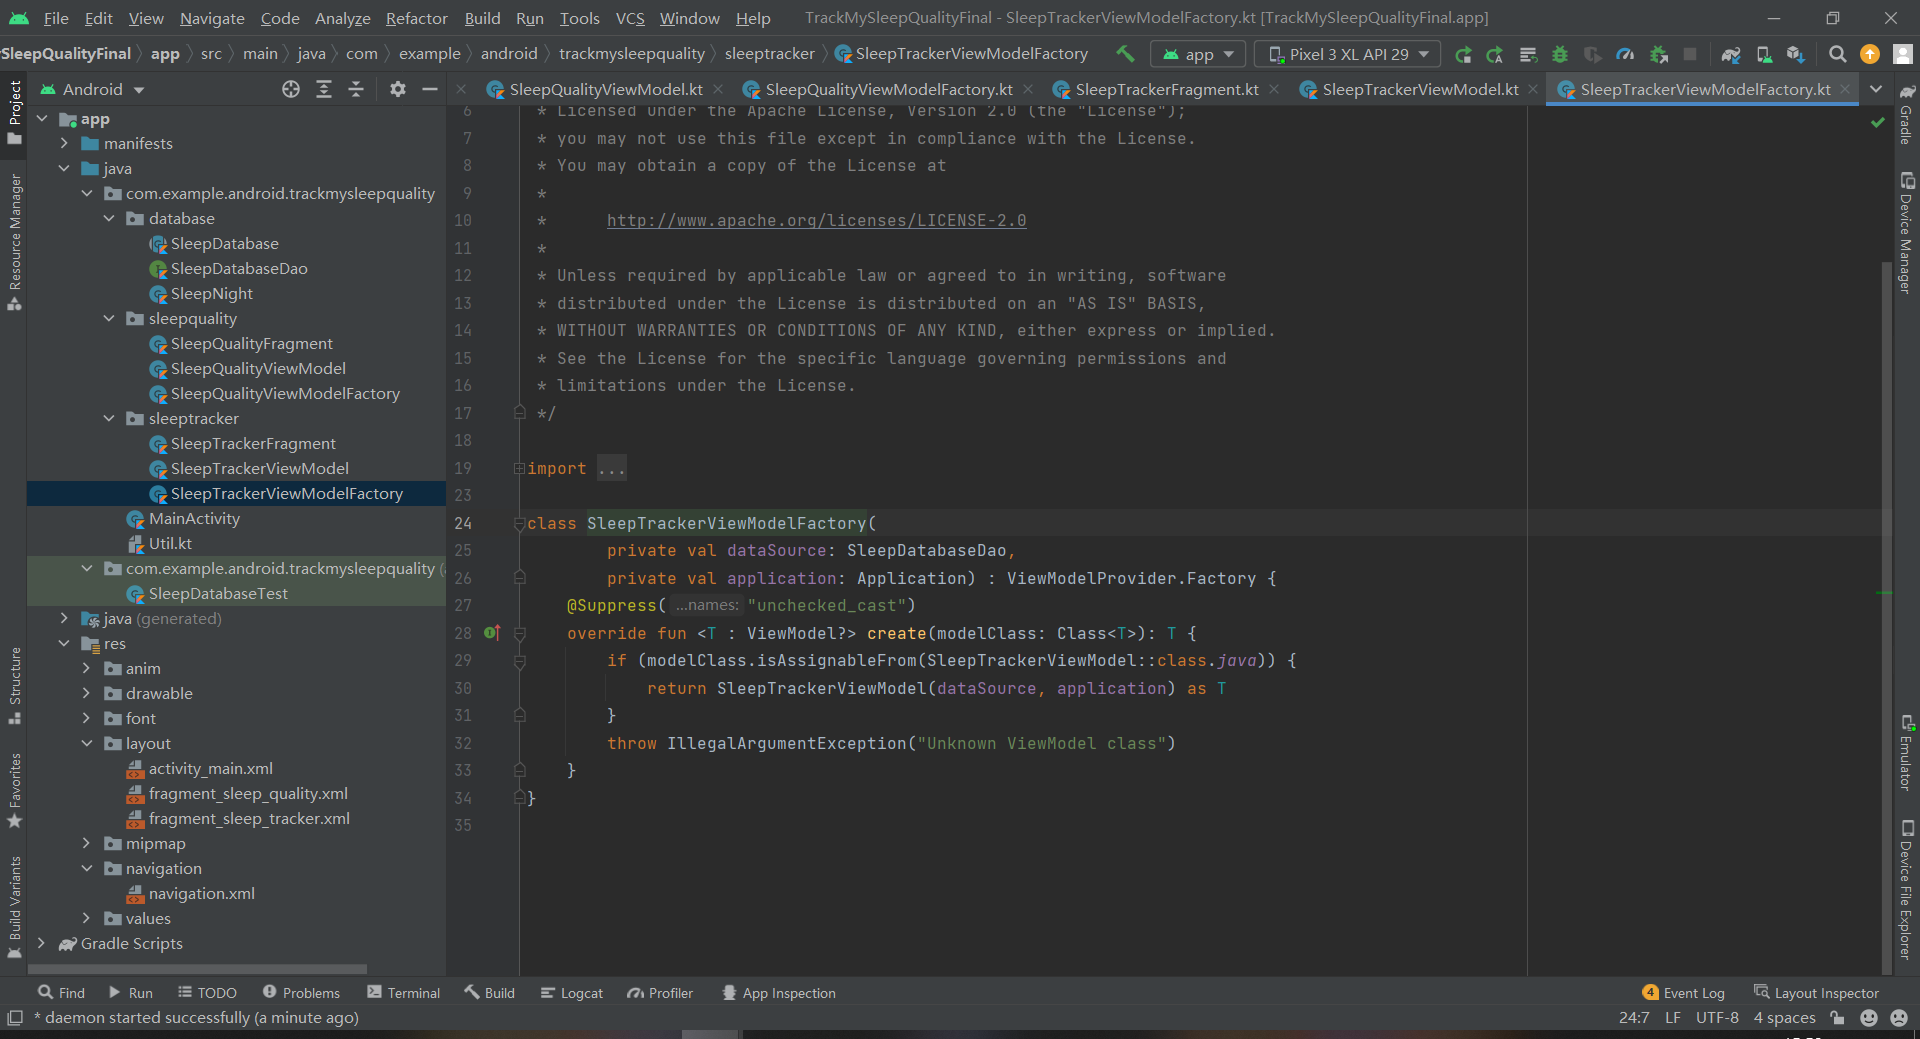 File Edit View Navigate Code Analyze Refactor Build Run Tools VCS Window Help TrackMySleepQualityFinal - SleepTrackerViewModelFactory.kt [TrackMySleepQualityFinal.app]
ySleepQualityFinal app src main java com example android trackmysleepquality sleeptracker SleepTrackerViewModelFactory app Pixel 3 XL API 29
Android
SleepQualityViewModel.kt SleepQualityViewModelFactory.kt SleepTrackerFragment.kt SleepTrackerViewModel.kt SleepTrackerViewModelFactory.kt
Project
Resource Manager
Structure
Favorites
Build Variants
app
manifests
java
com.example.android.trackmysleepquality
database
SleepDatabase
SleepDatabaseDao
SleepNight
sleepquality
SleepQualityFragment
SleepQualityViewModel
SleepQualityViewModelFactory
sleeptracker
SleepTrackerFragment
SleepTrackerViewModel
SleepTrackerViewModelFactory
MainActivity
Util.kt
com.example.android.trackmysleepquality (
SleepDatabaseTest
java (generated)
res
anim
drawable
font
layout
activity_main.xml
fragment_sleep_quality.xml
fragment_sleep_tracker.xml
mipmap
navigation
navigation.xml
values
Gradle Scripts
6 * Licensed under the Apache License, Version 2.0 (the "License");
7 * you may not use this file except in compliance with the License.
8 * You may obtain a copy of the License at
9 *
10 * http://www.apache.org/licenses/LICENSE-2.0
11 *
12 * Unless required by applicable law or agreed to in writing, software
13 * distributed under the License is distributed on an "AS IS" BASIS,
14 * WITHOUT WARRANTIES OR CONDITIONS OF ANY KIND, either express or implied.
15 * See the License for the specific language governing permissions and
16 * limitations under the License.
17 */
18
19 import ...
23
24 class SleepTrackerViewModelFactory(
25 private val dataSource: SleepDatabaseDao,
26 private val application: Application) : ViewModelProvider.Factory {
27 @Suppress( ...names: "unchecked_cast")
28 override fun <T : ViewModel?> create(modelClass: Class<T>): T {
29 if (modelClass.isAssignableFrom(SleepTrackerViewModel::class.java)) {
30 return SleepTrackerViewModel(dataSource, application) as T
31 }
32 throw IllegalArgumentException("Unknown ViewModel class")
33 }
34 }
35
Gradle
Device Manager
Emulator
Device File Explorer
Find Run TODO Problems Terminal Build Logcat Profiler App Inspection 4 Event Log Layout Inspector
* daemon started successfully (a minute ago) 24:7 LF UTF-8 4 spaces